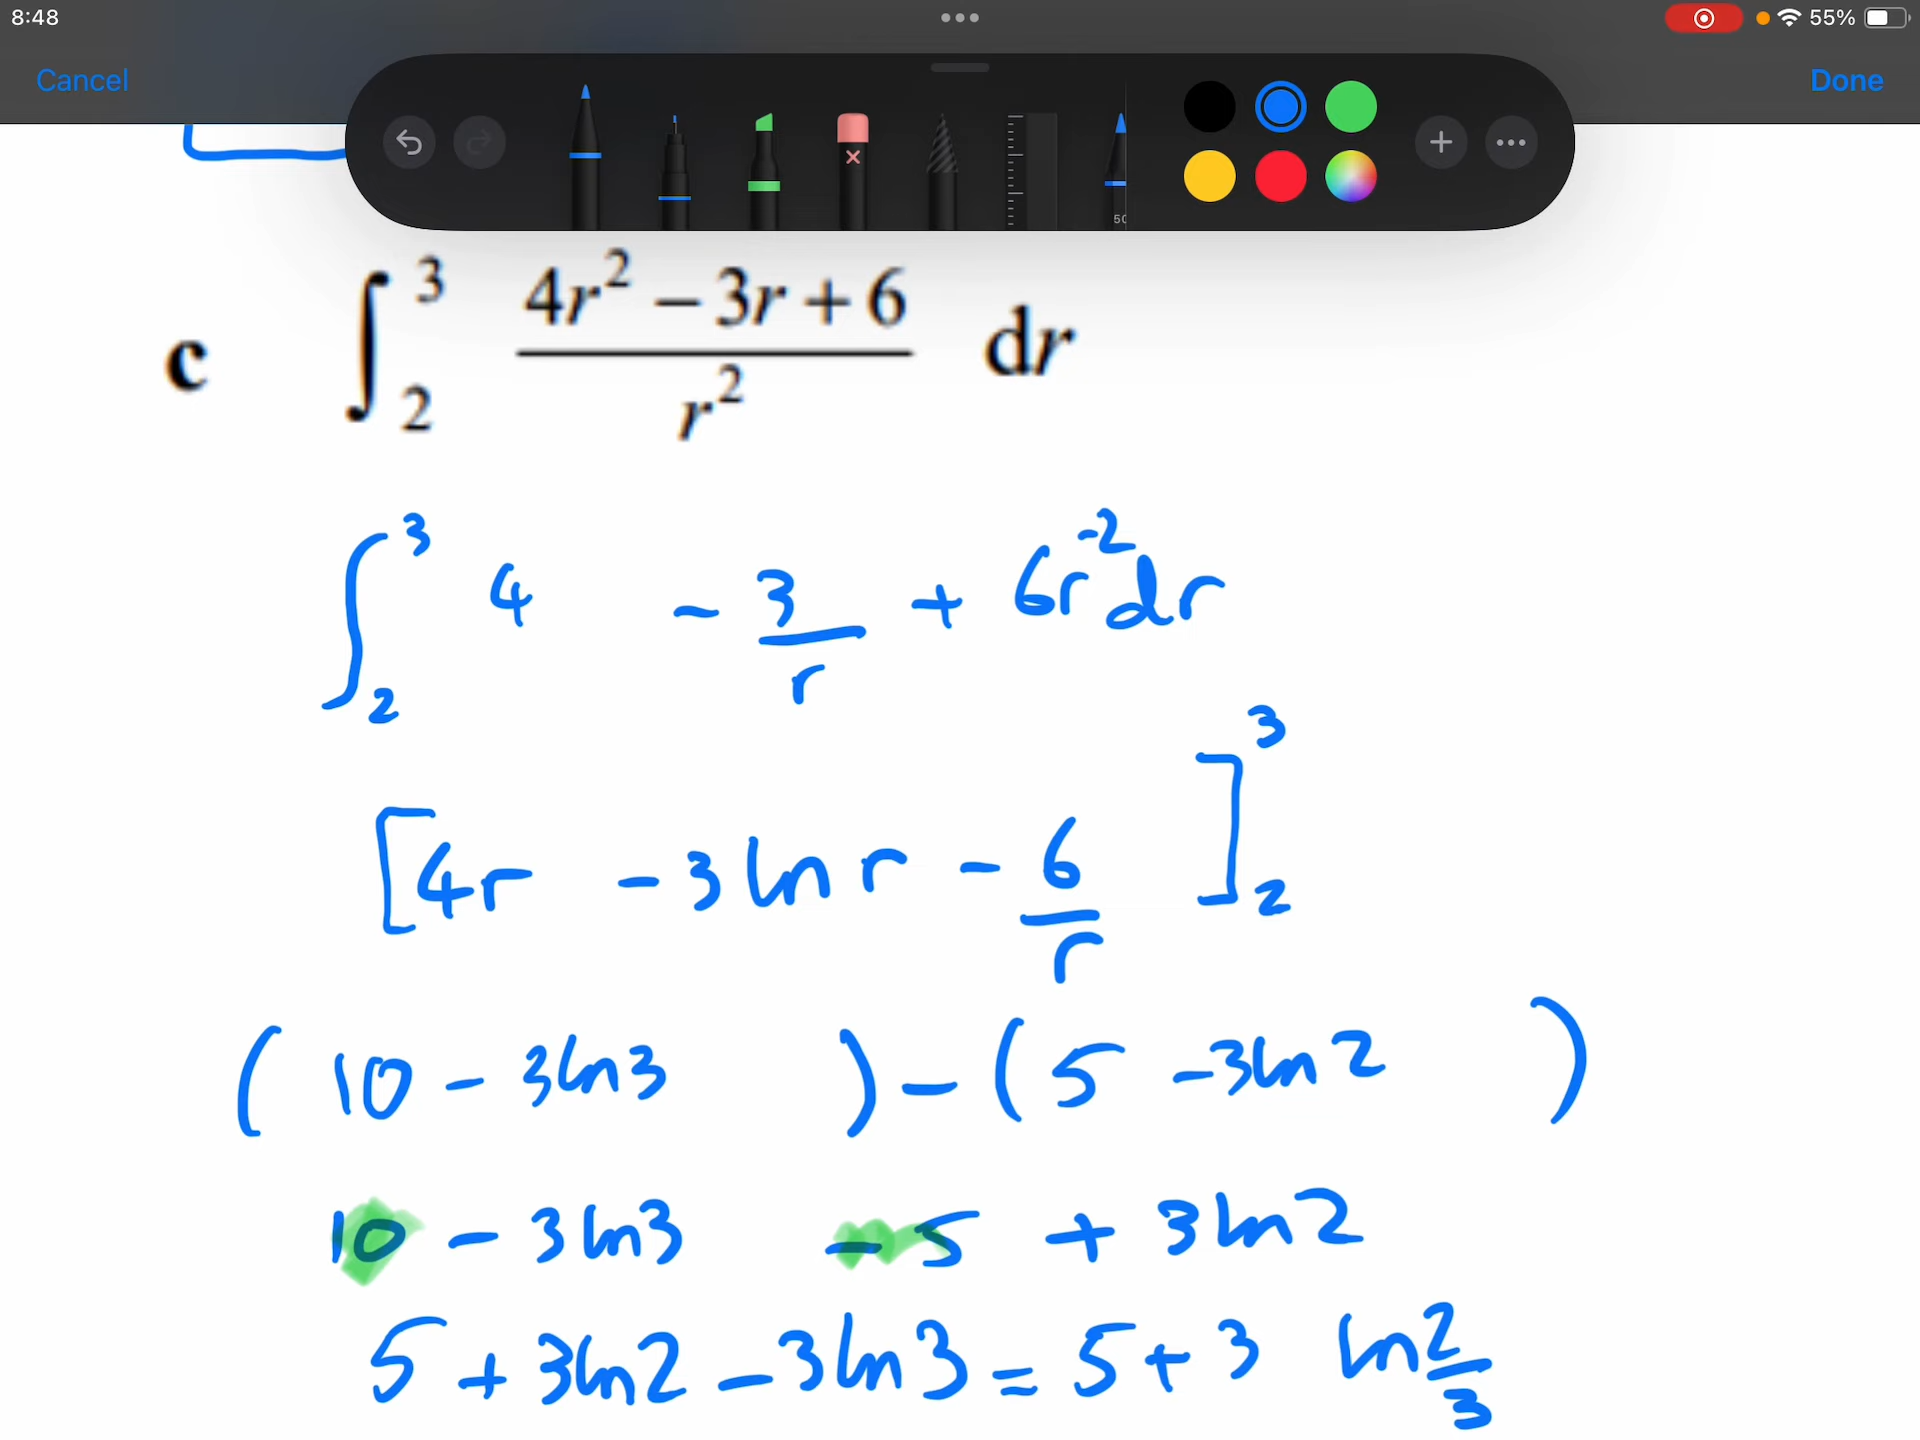 8:48
55%
Cancel
Done
50
c ∫₂³ (4r² − 3r + 6)/r² dr
∫₂³ 4 − 3/r + 6r⁻² dr
[4r − 3 ln r − 6/r]₂³
(10 − 3ln3) − (5 − 3ln2)
10 − 3ln3 − 5 + 3ln2
5 + 3ln2 − 3ln3 = 5 + 3 ln 2/3